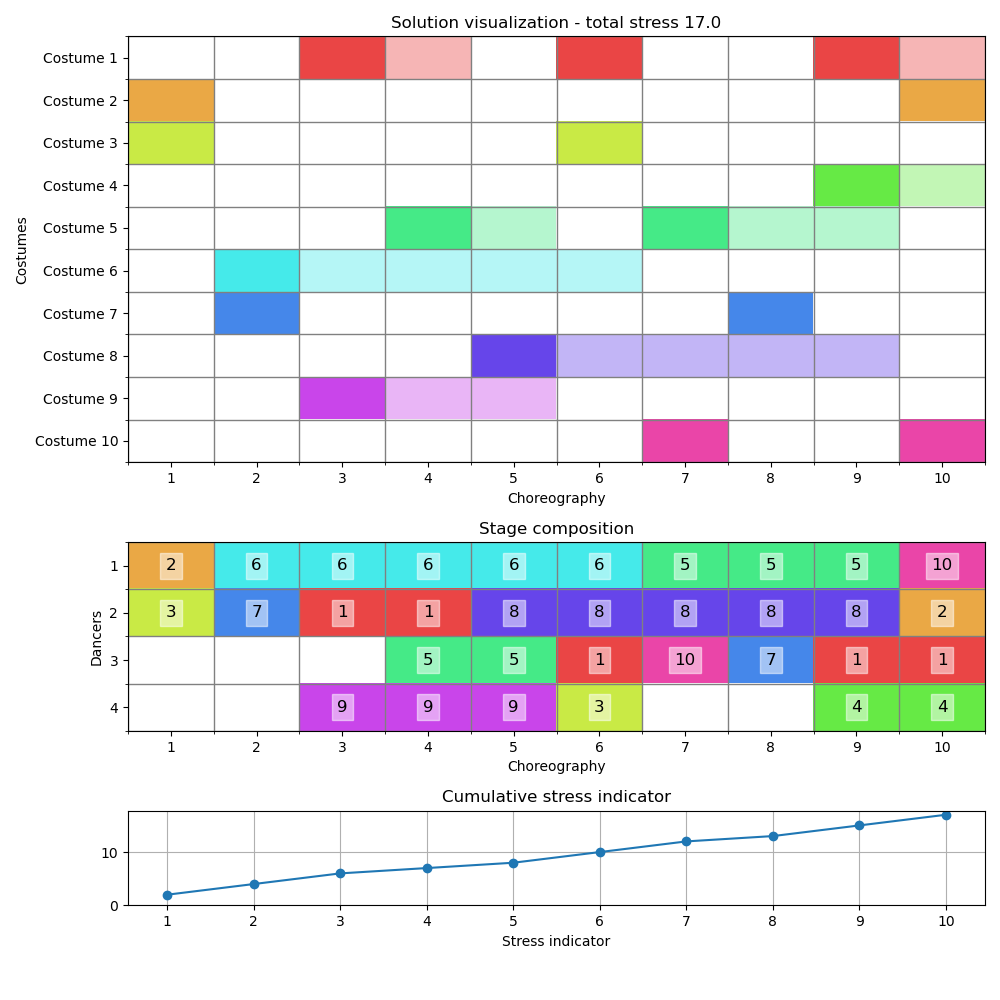 Solution visualization - total stress 17.0
Costume 1
Costume 2
Costume 3
Costume 4
Costume 5
Costume 6
Costume 7
Costume 8
Costume 9
Costume 10
Costumes
1 2 3 4 5 6 7 8 9 10
Choreography
Stage composition
1 2 6 6 6 6 6 5 5 5 10
2 3 7 1 1 8 8 8 8 8 2
3 5 5 1 10 7 1 1
4 9 9 9 3 4 4
Dancers
1 2 3 4 5 6 7 8 9 10
Choreography
Cumulative stress indicator
10
0
1 2 3 4 5 6 7 8 9 10
Stress indicator